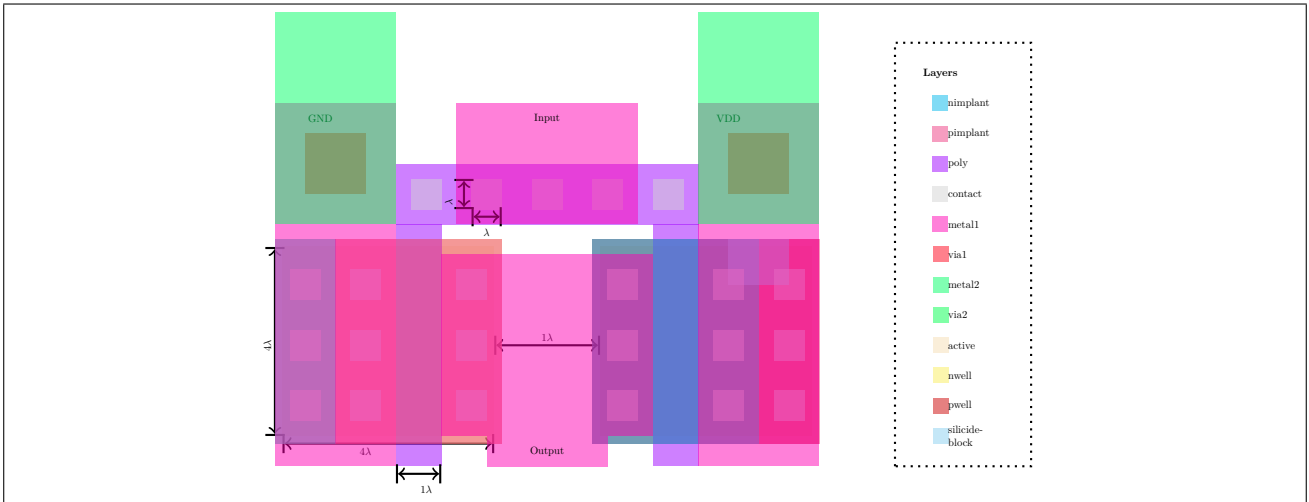 GND
Input
VDD
λ
λ
1λ
4λ
4λ
Output
1λ
Layers
nimplant
pimplant
poly
contact
metal1
via1
metal2
via2
active
nwell
pwell
silicide-
block